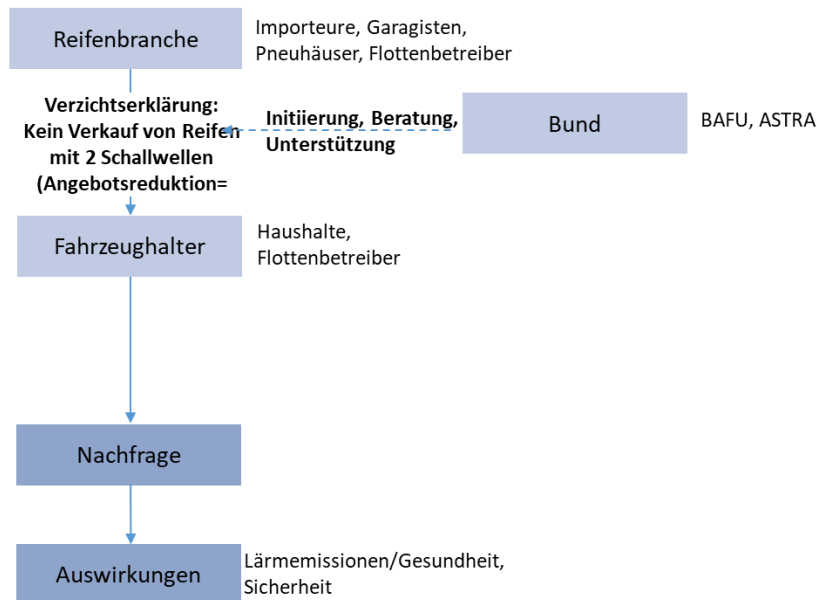 Reifenbranche
Importeure, Garagisten,
Pneuhäuser, Flottenbetreiber
Verzichtserklärung:
Kein Verkauf von Reifen
mit 2 Schallwellen
(Angebotsreduktion=
Initiierung, Beratung,
Unterstützung
Bund
BAFU, ASTRA
Fahrzeughalter
Haushalte,
Flottenbetreiber
Nachfrage
Auswirkungen
Lärmemissionen/Gesundheit,
Sicherheit